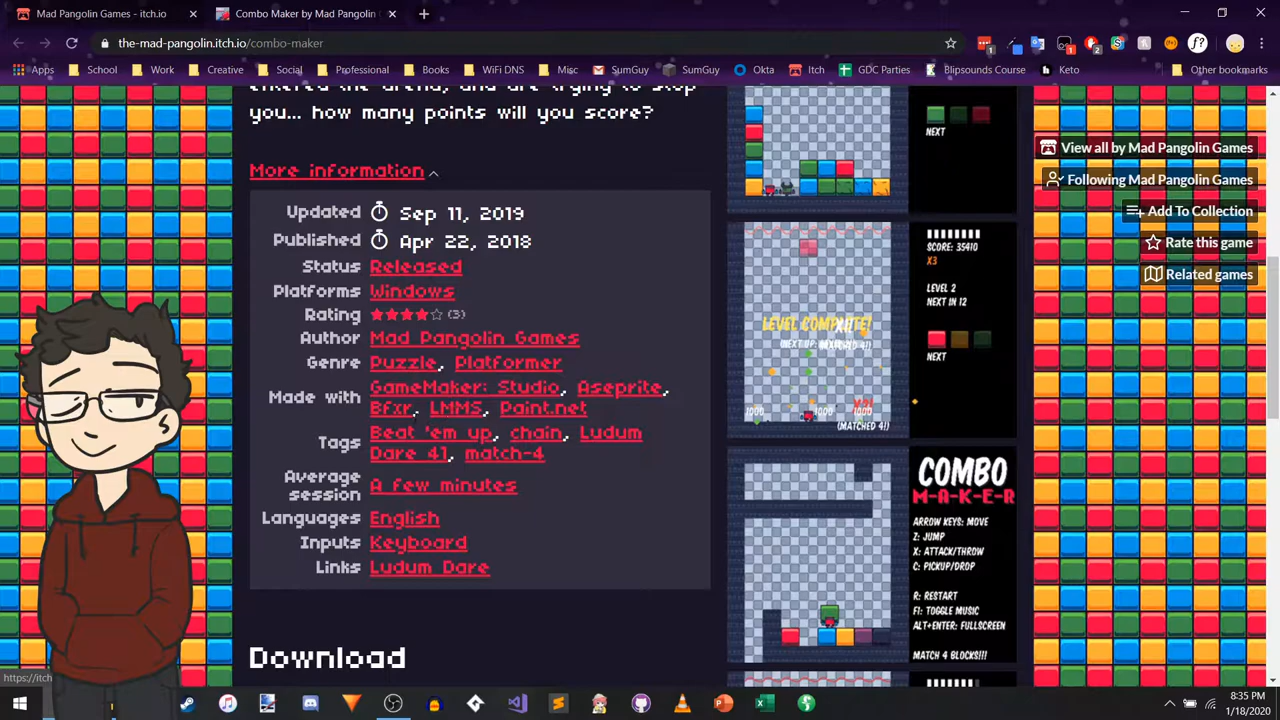 Mad Pangolin Games - itch.io
Combo Maker by Mad Pangolin
the-mad-pangolin.itch.io/combo-maker
Apps
School
Work
Creative
Social
Professional
Books
WiFi DNS
Misc
SumGuy
SumGuy
Okta
Itch
GDC Parties
Blipsounds Course
Keto
Other bookmarks
you. how many points will you score?
More information
Sep 11, 2018
Published
Apr 26, 2018
Status
Released
Platforms
Windows
Rating
(3)
Mad Pangolin Games
Genre
Puzzle, Platformer
Made with
GameMaker: Studio, Aseprite,
Bfxr, LMMS, Paint.net
Tags
Beat 'em up, chain, Ludum
Dare 41, match-4
Average
session
A few minutes
Languages
English
Inputs
Keyboard
Links
Ludum Dare
Download
NEXT
SCORE: 35410
X3
LEVEL 2
NEXT IN 12
NEXT
LEVEL COMPLETE!
1000
1000
1000
(MATCHED 4!)
COMBO
M-A-K-E-R
ARROW KEYS: MOVE
Z: JUMP
X: ATTACK/THROW
C: PICKUP/DROP
R: RESTART
F1: TOGGLE MUSIC
ALT+ENTER: FULLSCREEN
MATCH 4 BLOCKS!!!
View all by Mad Pangolin Games
Following Mad Pangolin Games
Add To Collection
Rate this game
Related games
https://itch
8:35 PM
1/18/2020